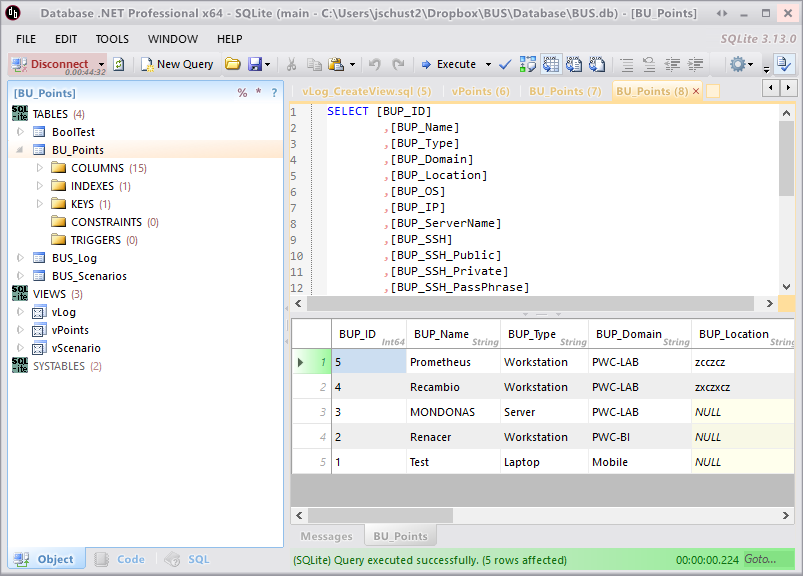 Database .NET Professional x64 - SQLite (main - C:\Users\jschust2\Dropbox\BUS\Database\BUS.db) - [BU_Points]
FILE EDIT TOOLS WINDOW HELP SQLite 3.13.0
Disconnect 0.00:44:32 New Query Execute
[BU_Points] % * ?
vLog_CreateView.sql (5) vPoints (6) BU_Points (7) BU_Points (8)
SQL-ite TABLES (4)
BoolTest
BU_Points
COLUMNS (15)
INDEXES (1)
KEYS (1)
CONSTRAINTS (0)
TRIGGERS (0)
BUS_Log
BUS_Scenarios
SQL-ite VIEWS (3)
vLog
vPoints
vScenario
SQL-ite SYSTABLES (2)
1 SELECT [BUP_ID]
2 ,[BUP_Name]
3 ,[BUP_Type]
4 ,[BUP_Domain]
5 ,[BUP_Location]
6 ,[BUP_OS]
7 ,[BUP_IP]
8 ,[BUP_ServerName]
9 ,[BUP_SSH]
10 ,[BUP_SSH_Public]
11 ,[BUP_SSH_Private]
12 ,[BUP_SSH_PassPhrase]
BUP_ID Int64 BUP_Name String BUP_Type String BUP_Domain String BUP_Location String
1 5 Prometheus Workstation PWC-LAB zcczcz
2 4 Recambio Workstation PWC-LAB zxczxcz
3 3 MONDONAS Server PWC-LAB NULL
4 2 Renacer Workstation PWC-BI NULL
5 1 Test Laptop Mobile NULL
Messages BU_Points
Object Code SQL
(SQLite) Query executed successfully. (5 rows affected) 00:00:00.224 Goto...